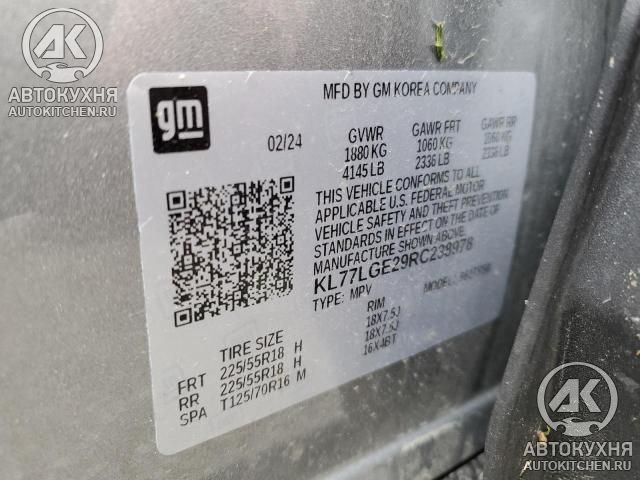 АК
АВТОКУХНЯ
AUTOKITCHEN.RU
gm
MFD BY GM KOREA COMPANY
02/24
GVWR GAWR FRT GAWR RR
1880 KG 1060 KG 1060 KG
4145 LB 2336 LB 2336 LB
THIS VEHICLE CONFORMS TO ALL
APPLICABLE U.S. FEDERAL MOTOR
VEHICLE SAFETY AND THEFT PREVENTION
STANDARDS IN EFFECT ON THE DATE OF
MANUFACTURE SHOWN ABOVE.
KL77LGE29RC239978
TYPE: MPV MODEL:
TIRE SIZE RIM
FRT 225/55R18 H 18X7.5J
RR 225/55R18 H 18X7.5J
SPA T125/70R16 M 16X4BT
АК
АВТОКУХНЯ
AUTOKITCHEN.RU